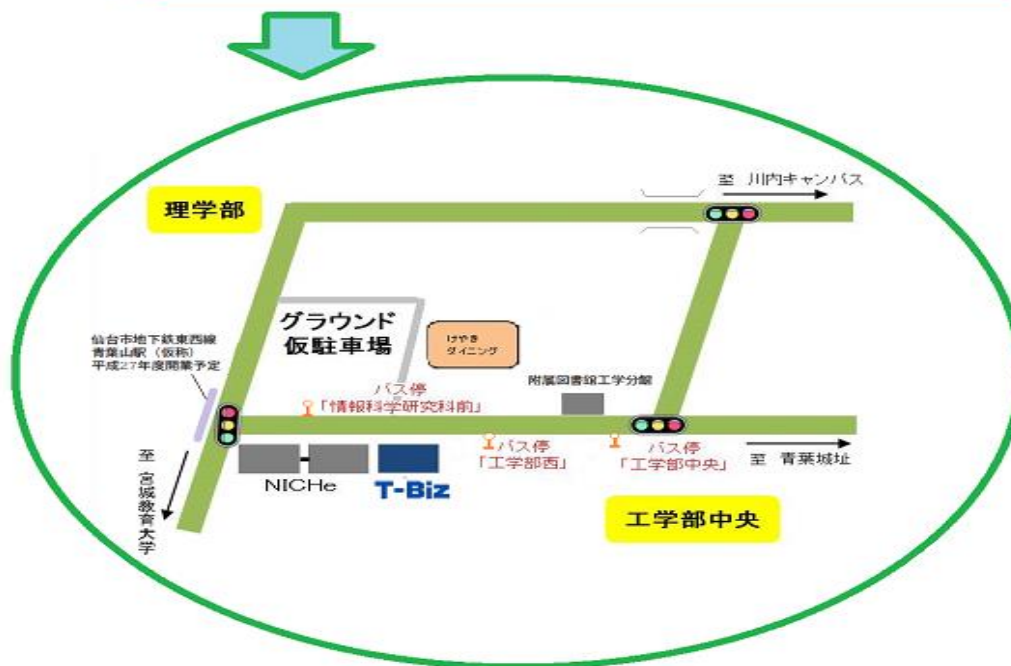 至 川内キャンパス
理学部
グラウンド
仮駐車場
けやき
ダイニング
仙台市地下鉄東西線
青葉山駅（仮称）
平成27年度開業予定
附属図書館工学分館
バス停
「情報科学研究科前」
バス停
「工学部西」
バス停
「工学部中央」
至 青葉城址
至 宮城教育大学
NICHe
T-Biz
工学部中央